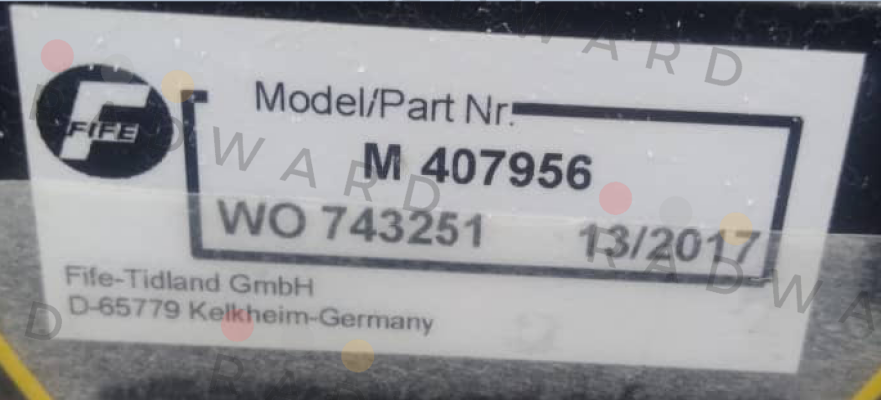 FIFE
Model/Part Nr.
M 407956
WO 743251 13/2017
Fife-Tidland GmbH
D-65779 Kelkheim-Germany